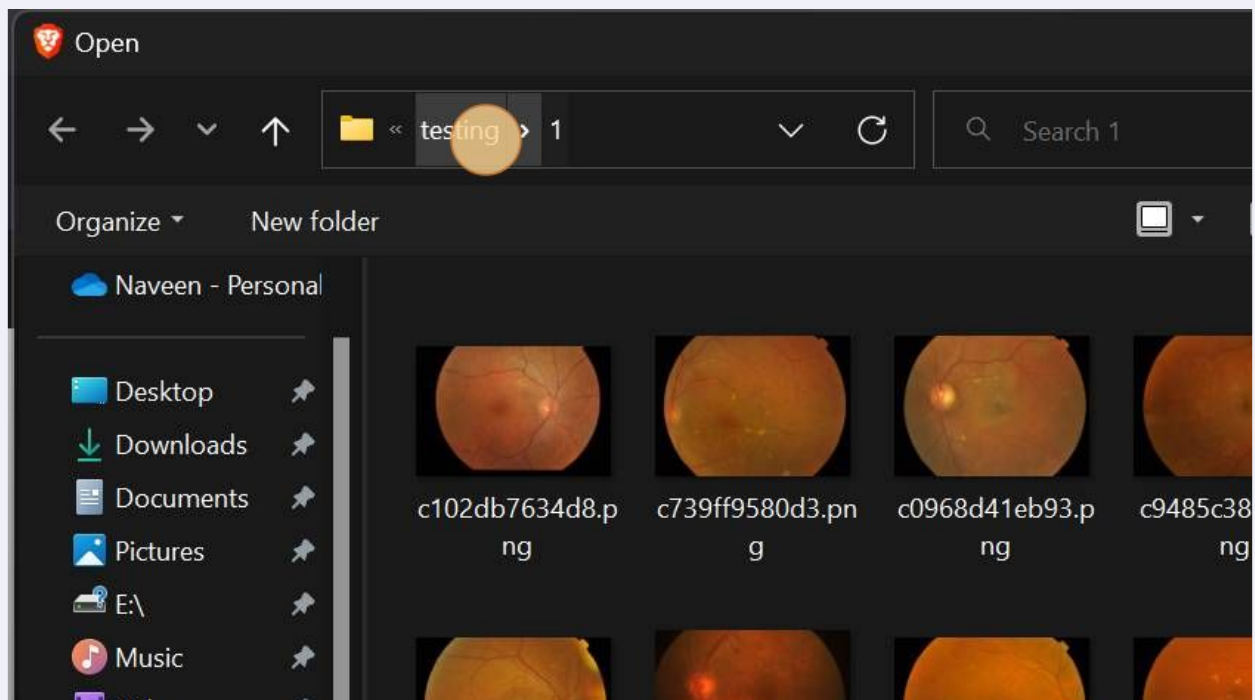 Open
« testing › 1
Search 1
Organize
New folder
Naveen - Personal
Desktop
Downloads
Documents
Pictures
E:\
Music
c102db7634d8.p
ng
c739ff9580d3.pn
g
c0968d41eb93.p
ng
c9485c38
ng